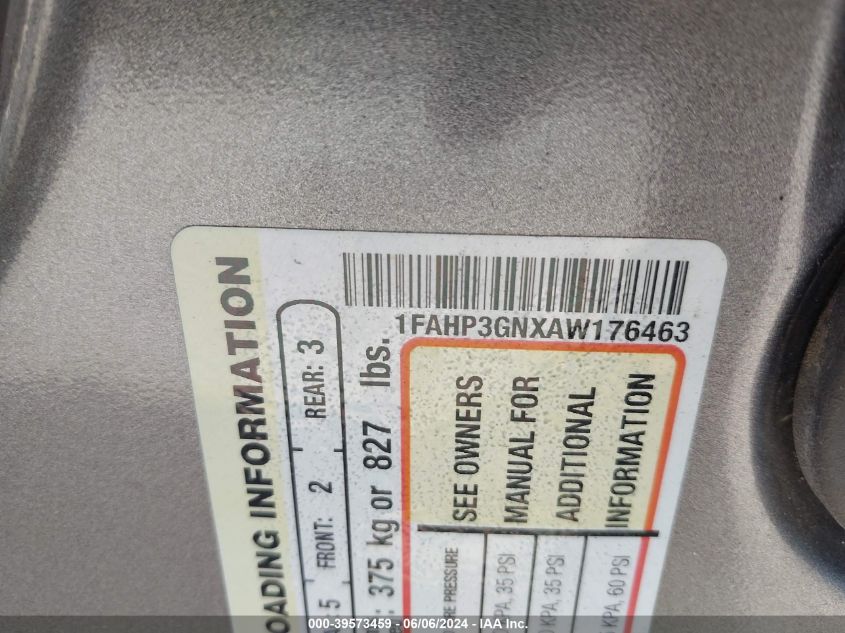 1FAHP3GNXAW176463
LOADING INFORMATION
5 FRONT: 2 REAR: 3
375 kg or 827 lbs.
SEE OWNERS
MANUAL FOR
ADDITIONAL
INFORMATION
PRESSURE
KPA, 35 PSI
KPA, 35 PSI
KPA, 60 PSI
000-39573459 - 06/06/2024 - IAA Inc.